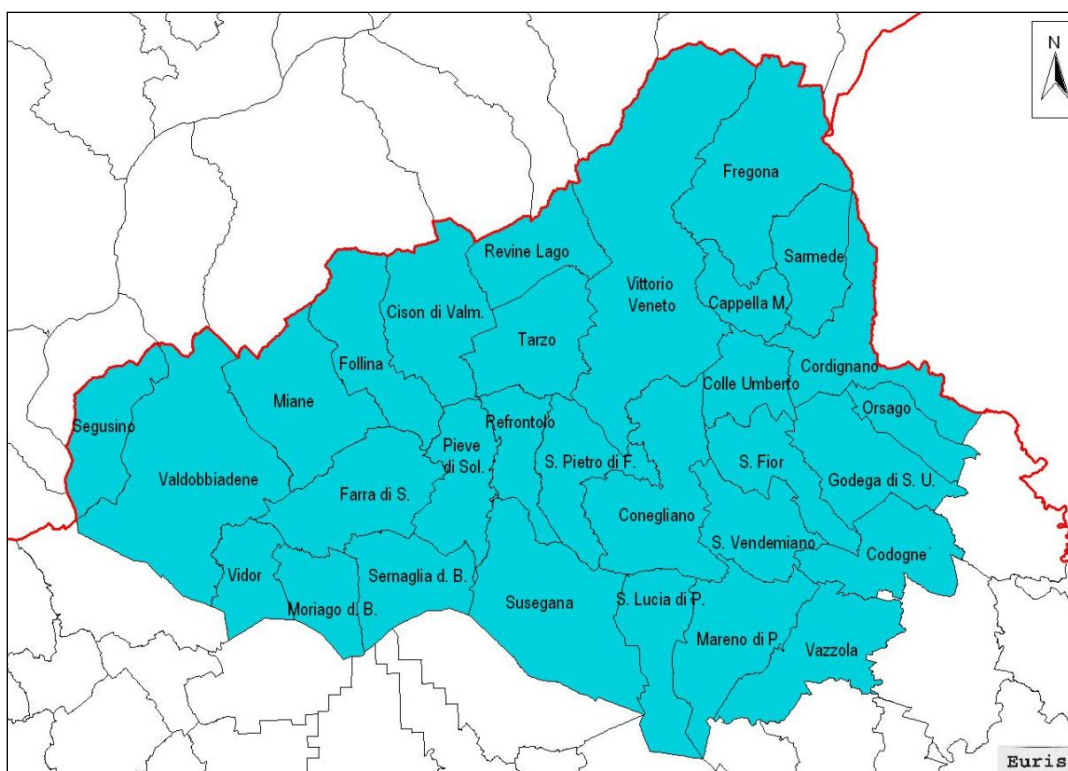 N
Fregona
Revine Lago
Sarmede
Vittorio
Veneto
Cappella M.
Cison di Valm.
Tarzo
Follina
Cordignano
Colle Umberto
Miane
Orsago
Segusino
Refrontolo
Pieve
di Sol.
S. Pietro di F.
S. Fior
Valdobbiadene
Godega di S. U.
Farra di S.
Conegliano
S. Vendemiano
Codogne'
Vidor
Sernaglia d. B.
Moriago d. B.
Susegana
S. Lucia di P.
Mareno di P.
Vazzola
Euris